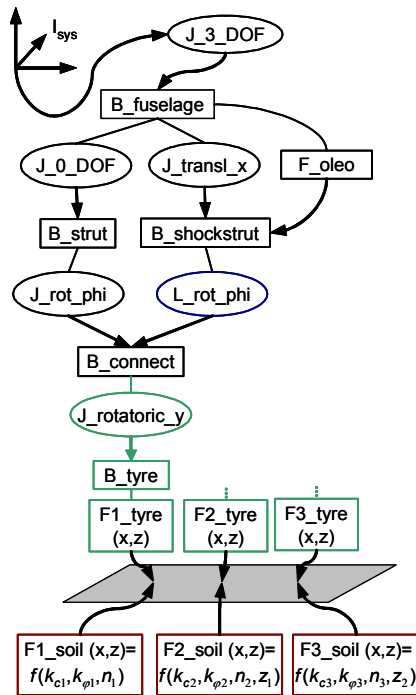 I_sys
J_3_DOF
B_fuselage
J_0_DOF
J_transl_x
F_oleo
B_strut
B_shockstrut
J_rot_phi
L_rot_phi
B_connect
J_rotatoric_y
B_tyre
F1_tyre
(x,z)
F2_tyre
(x,z)
F3_tyre
(x,z)
F1_soil (x,z)=
f(k_c1,k_φ1,n_1)
F2_soil (x,z)=
f(k_c2,k_φ2,n_2,z_1)
F3_soil (x,z)=
f(k_c3,k_φ3,n_3,z_2)